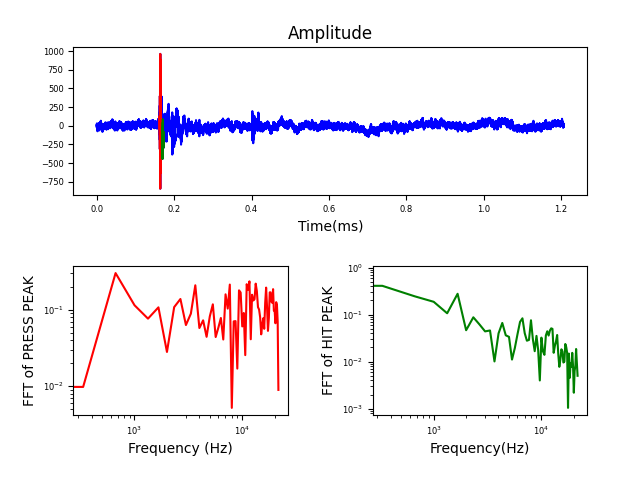 Amplitude
1000
750
500
250
0
−250
−500
−750
0.0 0.2 0.4 0.6 0.8 1.0 1.2
Time(ms)
FFT of PRESS PEAK
10⁻¹
10⁻²
10³ 10⁴
Frequency (Hz)
FFT of HIT PEAK
10⁰
10⁻¹
10⁻²
10⁻³
10³ 10⁴
Frequency(Hz)